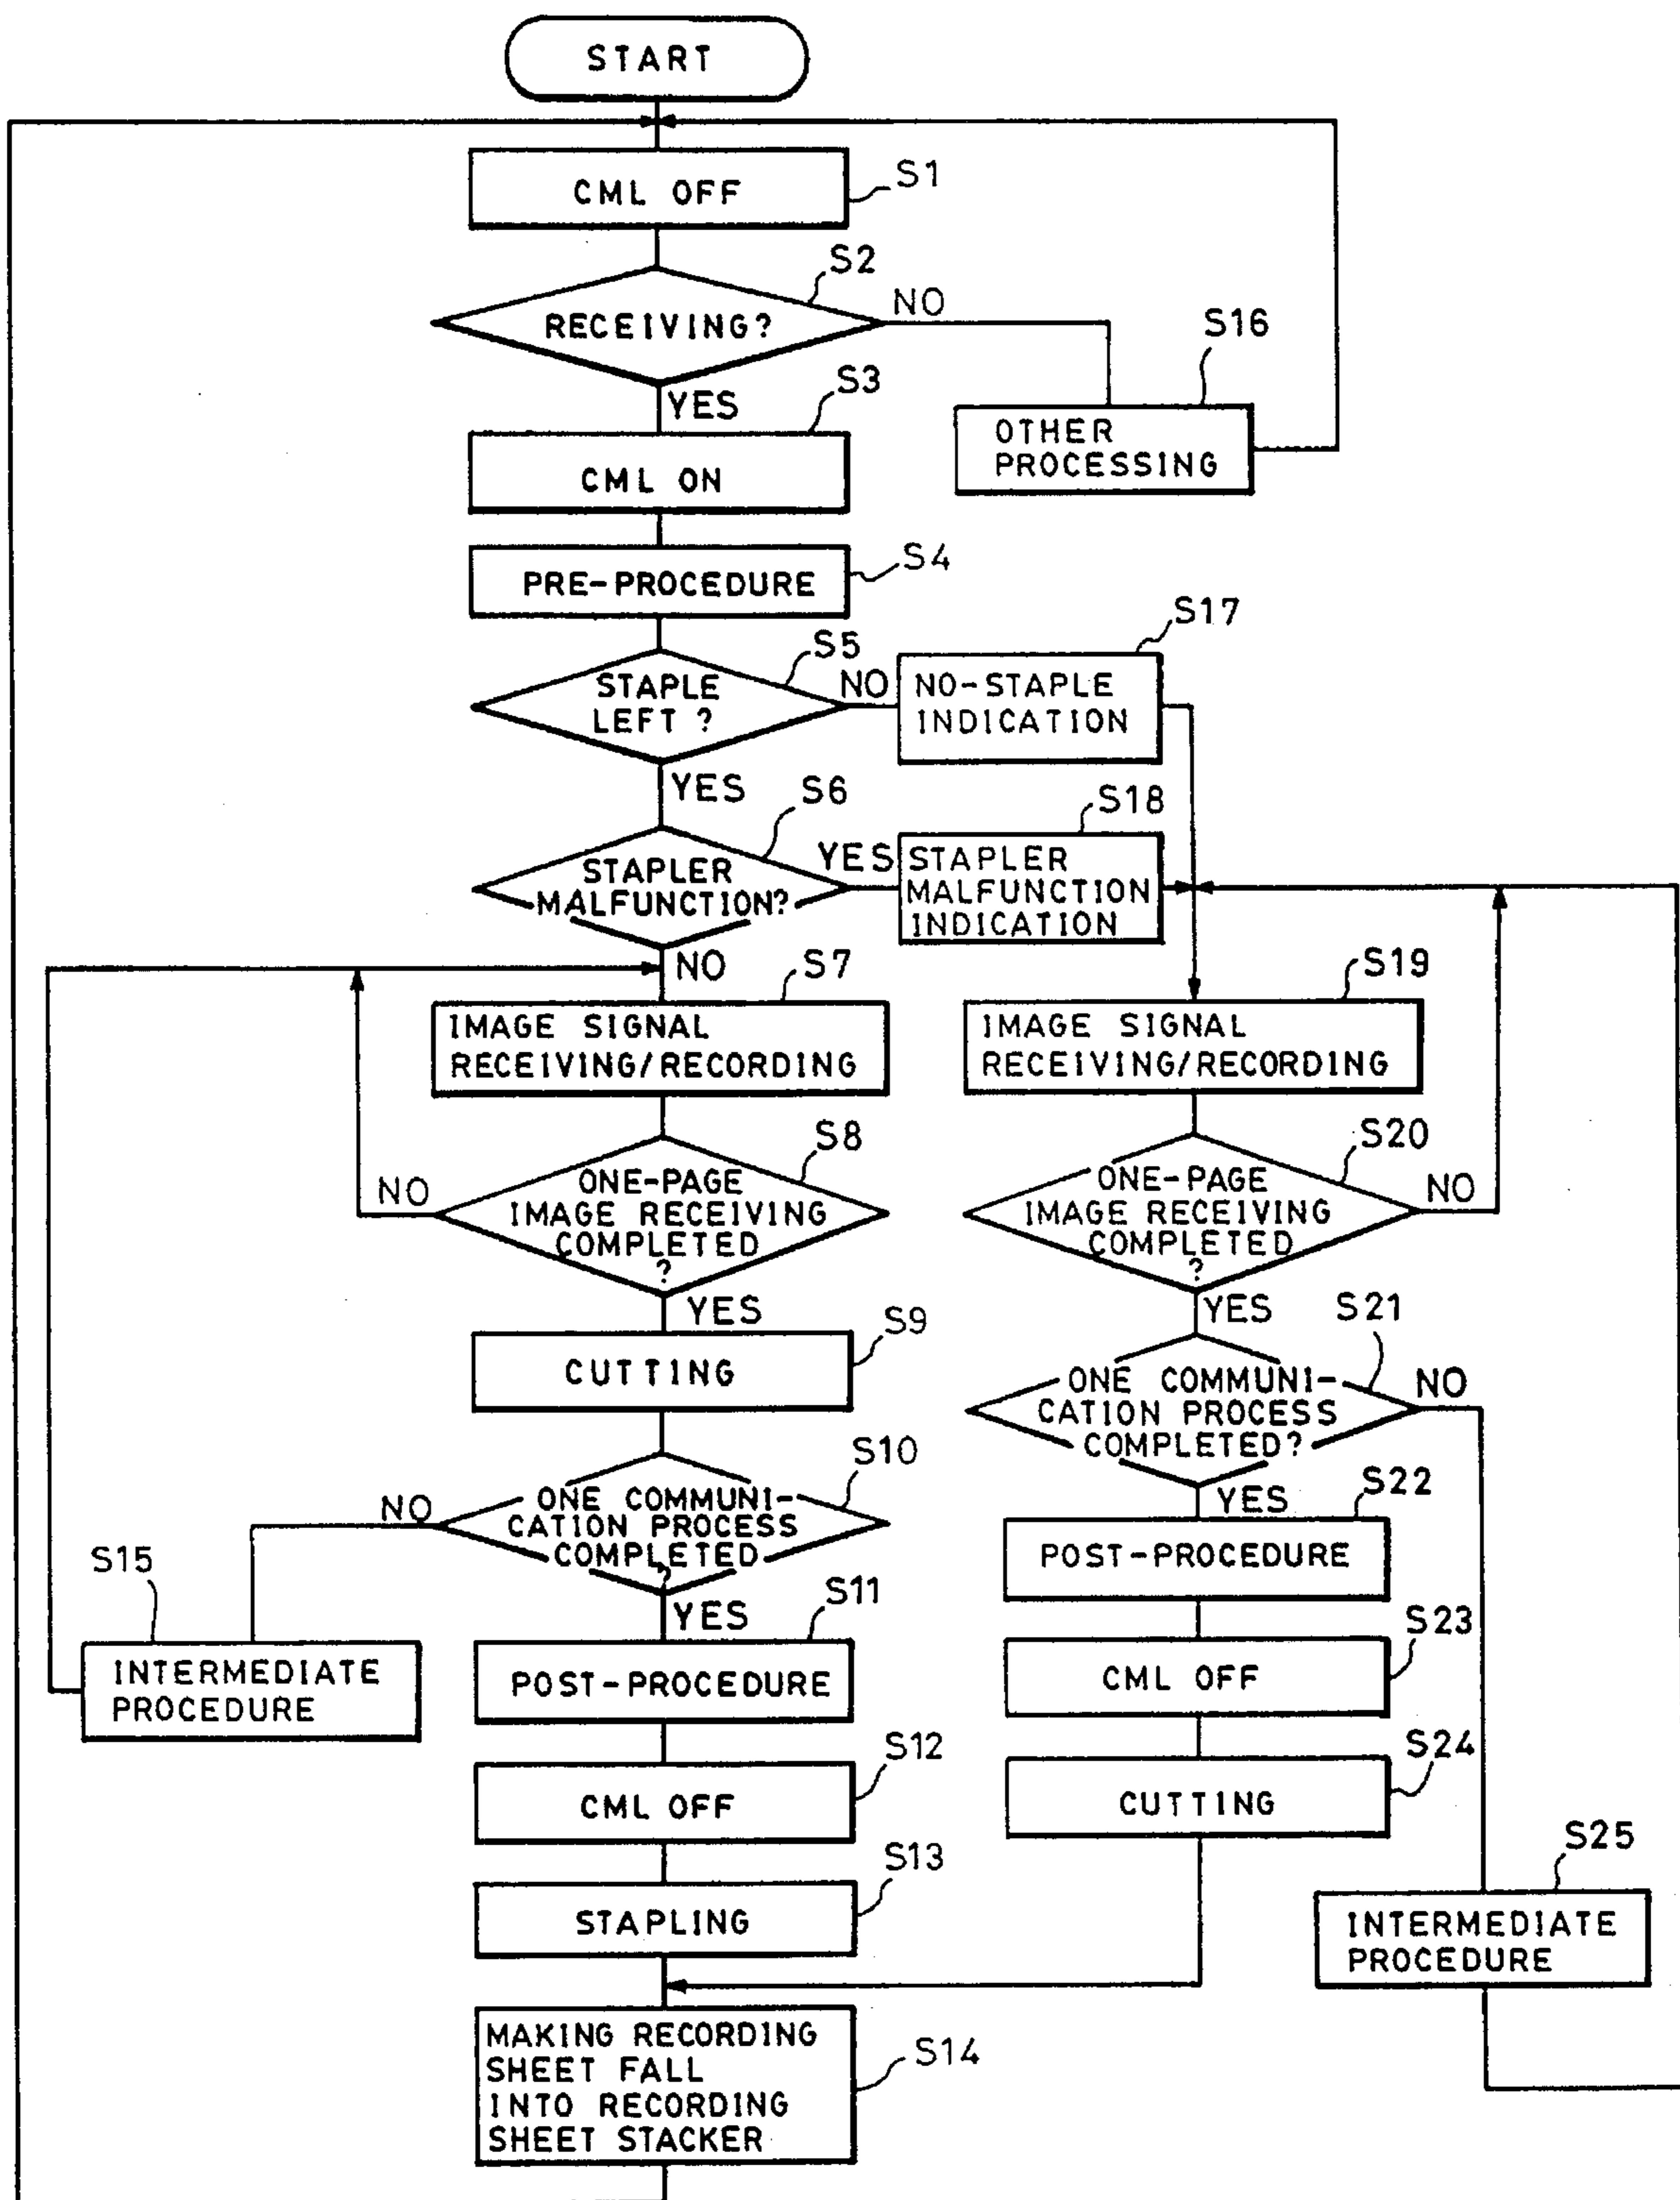 START
CML OFF
S1
S2
RECEIVING?
NO
YES
S3
CML ON
S16
OTHER
PROCESSING
PRE-PROCEDURE
S4
S5
STAPLE
LEFT ?
NO
S17
NO-STAPLE
INDICATION
YES
S6
STAPLER
MALFUNCTION?
YES
S18
STAPLER
MALFUNCTION
INDICATION
NO
S7
IMAGE SIGNAL
RECEIVING/RECORDING
S19
IMAGE SIGNAL
RECEIVING/RECORDING
S8
ONE-PAGE
IMAGE RECEIVING
COMPLETED
?
NO
YES
S20
ONE-PAGE
IMAGE RECEIVING
COMPLETED
?
NO
YES
S9
CUTTING
S21
ONE COMMUNI-
CATION PROCESS
COMPLETED?
NO
YES
S10
ONE COMMUNI-
CATION PROCESS
COMPLETED
?
NO
YES
S15
INTERMEDIATE
PROCEDURE
S11
POST-PROCEDURE
S22
POST-PROCEDURE
S12
CML OFF
S23
CML OFF
S13
STAPLING
S24
CUTTING
S25
INTERMEDIATE
PROCEDURE
MAKING RECORDING
SHEET FALL
INTO RECORDING
SHEET STACKER
S14